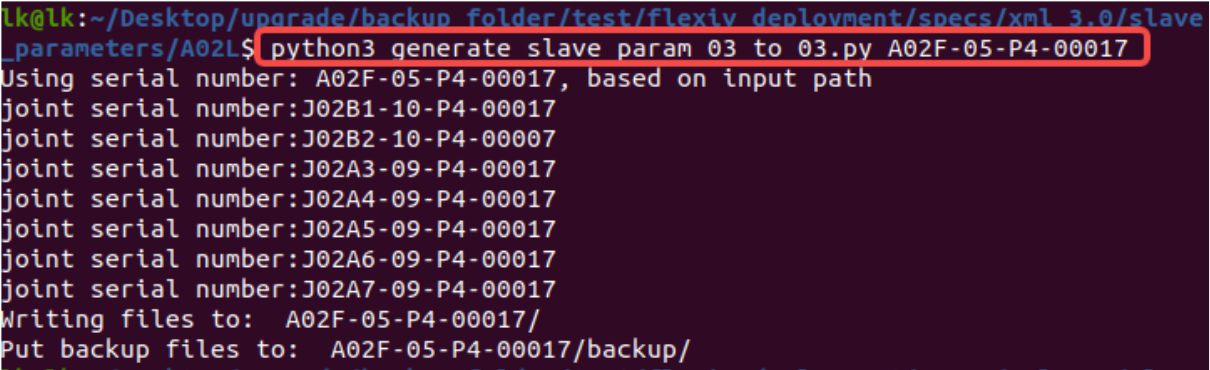 lk@lk:~/Desktop/upgrade/backup_folder/test/flexiv_deployment/specs/xml_3.0/slave
_parameters/A02L$ python3 generate_slave_param_03_to_03.py A02F-05-P4-00017
Using serial number: A02F-05-P4-00017, based on input path
joint serial number:J02B1-10-P4-00017
joint serial number:J02B2-10-P4-00007
joint serial number:J02A3-09-P4-00017
joint serial number:J02A4-09-P4-00017
joint serial number:J02A5-09-P4-00017
joint serial number:J02A6-09-P4-00017
joint serial number:J02A7-09-P4-00017
Writing files to:  A02F-05-P4-00017/
Put backup files to:  A02F-05-P4-00017/backup/